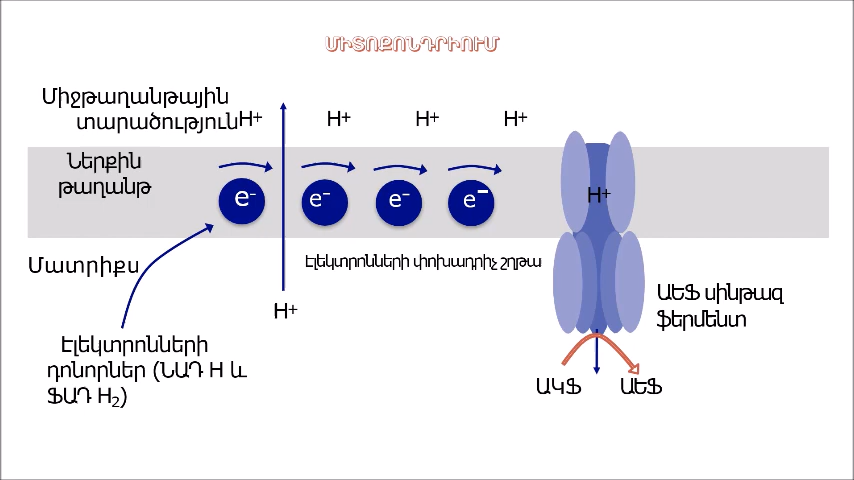 ՄԻՏՈՔՈՆԴՐԻՈՒՄ
Միջթաղանթային
տարածություն
H+ H+ H+ H+
Ներքին
թաղանթ
e- e- e- e-
H+
Մատրիքս
Էլեկտրոնների փոխադրիչ շղթա
H+
ԱԵՖ սինթազ
ֆերմենտ
Էլեկտրոնների
դոնորներ (ՆԱԴ H և
ՖԱԴ H₂)
ԱԿՖ ԱԵՖ